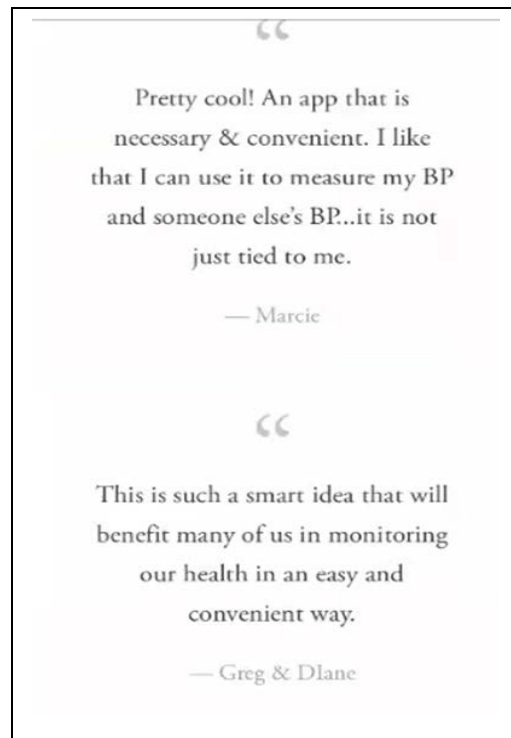 “
Pretty cool! An app that is
necessary & convenient. I like
that I can use it to measure my BP
and someone else’s BP...it is not
just tied to me.
— Marcie
“
This is such a smart idea that will
benefit many of us in monitoring
our health in an easy and
convenient way.
— Greg & DIane